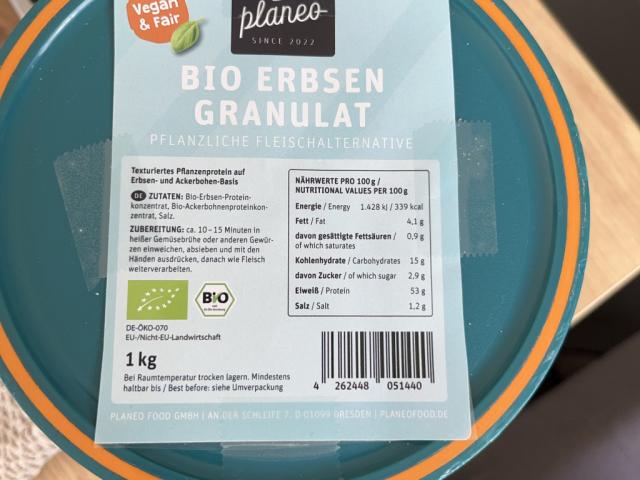 Vegan
& Fair
planeo
SINCE 2022
BIO ERBSEN
GRANULAT
PFLANZLICHE FLEISCHALTERNATIVE
Texturiertes Pflanzenprotein auf
Erbsen- und Ackerbohen-Basis
DE ZUTATEN: Bio-Erbsen-Protein-
konzentrat, Bio-Ackerbohnenproteinkon-
zentrat, Salz.
ZUBEREITUNG: ca. 10-15 Minuten in
heißer Gemüsebrühe oder anderen Gewür-
zen einweichen, absieben und mit den
Händen ausdrücken, danach wie Fleisch
weiterverarbeiten.
Bio
DE-ÖKO-070
EU-/Nicht-EU-Landwirtschaft
1 kg
Bei Raumtemperatur trocken lagern. Mindestens
haltbar bis / Best before: siehe Umverpackung
NÄHRWERTE PRO 100 g /
NUTRITIONAL VALUES PER 100 g
Energie / Energy 1.428 kJ / 339 kcal
Fett / Fat 4,1 g
davon gesättigte Fettsäuren / 0,9 g
of which saturates
Kohlenhydrate / Carbohydrates 15 g
davon Zucker / of which sugar 2,9 g
Eiweiß / Protein 53 g
Salz / Salt 1,2 g
4 262448 051440
PLANEO FOOD GMBH | AN DER SCHLEIFE 7, D 01099 DRESDEN | PLANEOFOOD.DE